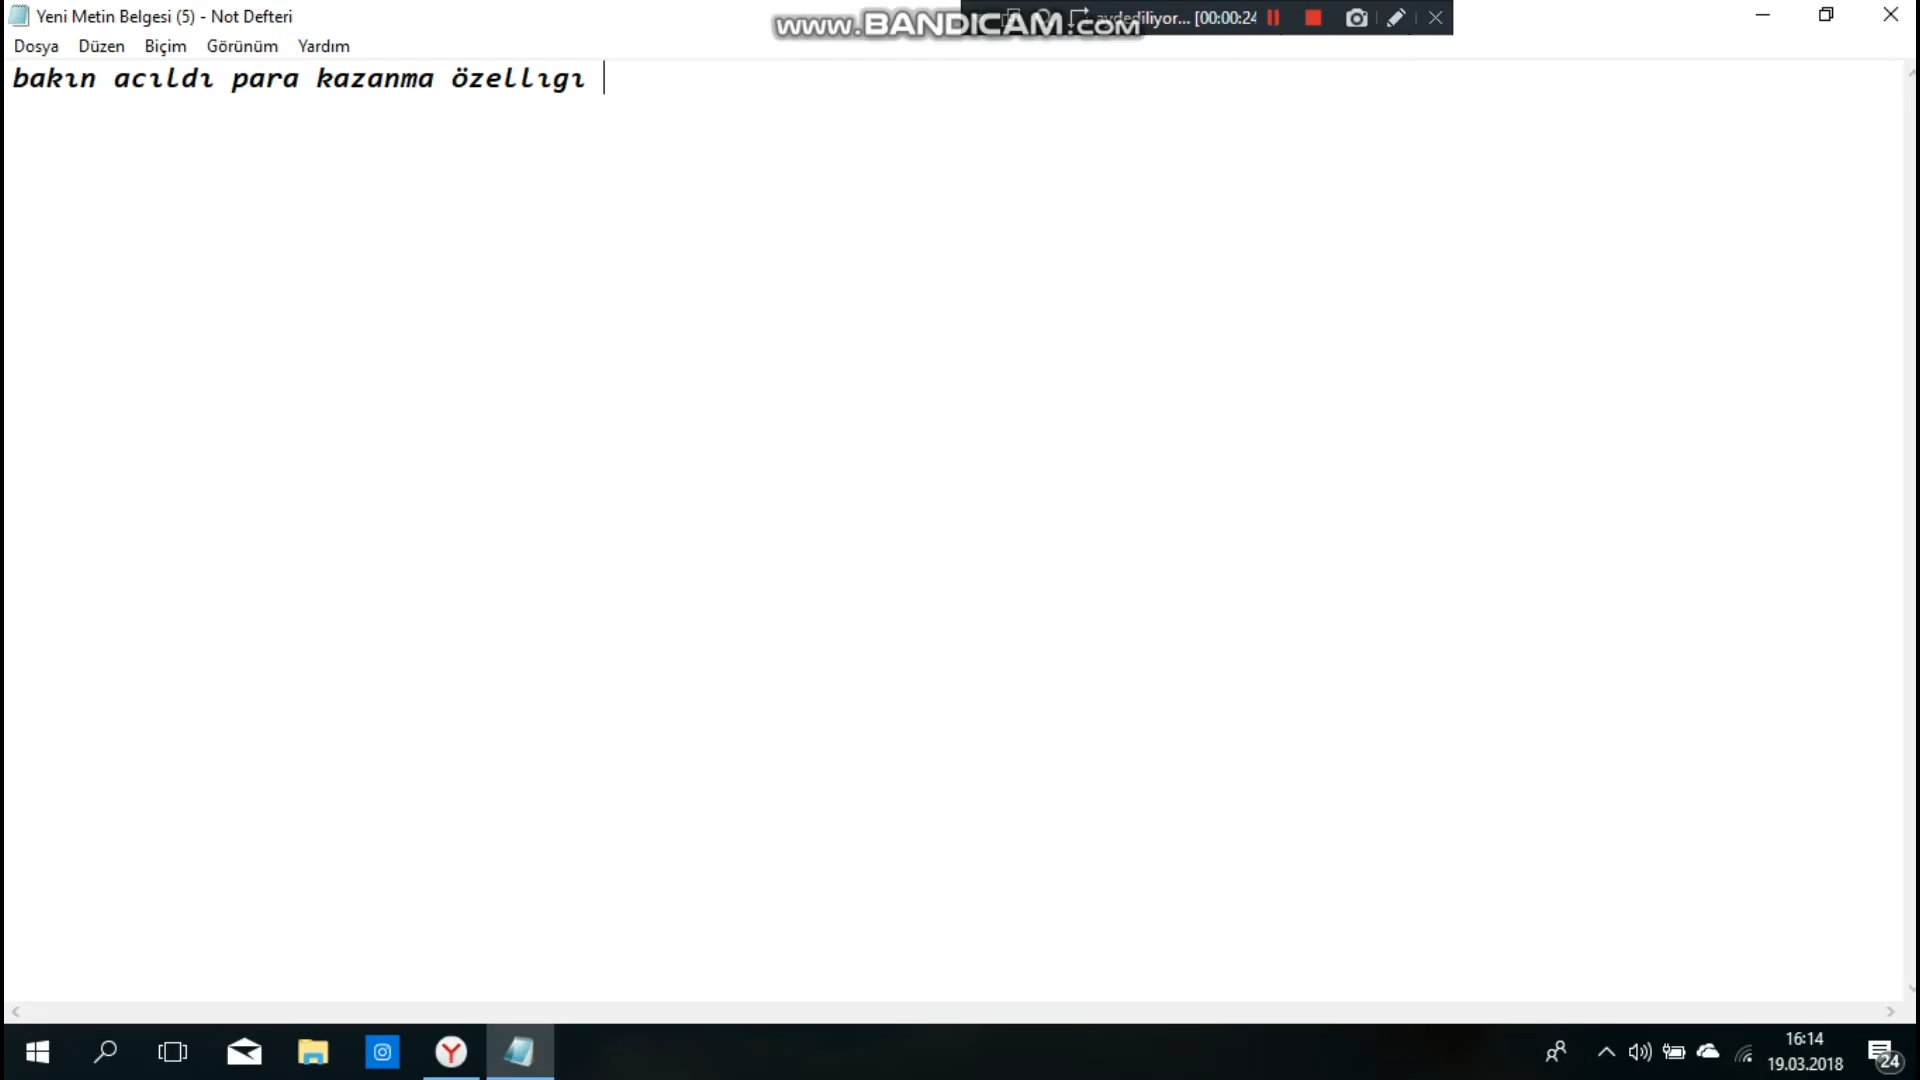 Yeni Metin Belgesi (5) - Not Defteri
www.BANDICAM.com
aydediliyor... [00:00:24
Dosya Düzen Biçim Görünüm Yardım
bakın acıldı para kazanma özellıgı
16:14
19.03.2018
24